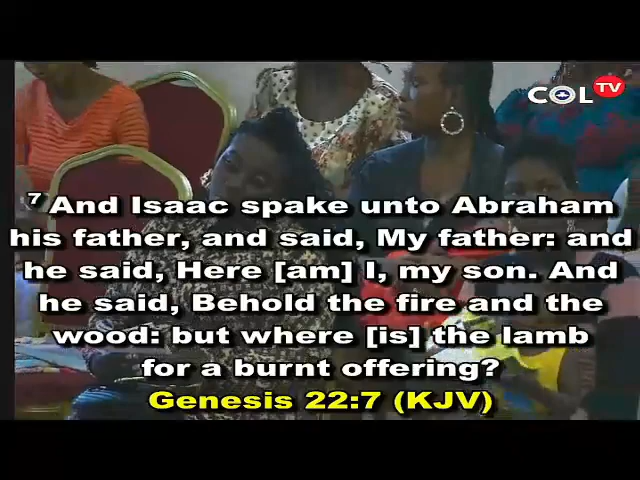 COL TV
7 And Isaac spake unto Abraham
his father, and said, My father: and
he said, Here [am] I, my son. And
he said, Behold the fire and the
wood: but where [is] the lamb
for a burnt offering?
Genesis 22:7 (KJV)